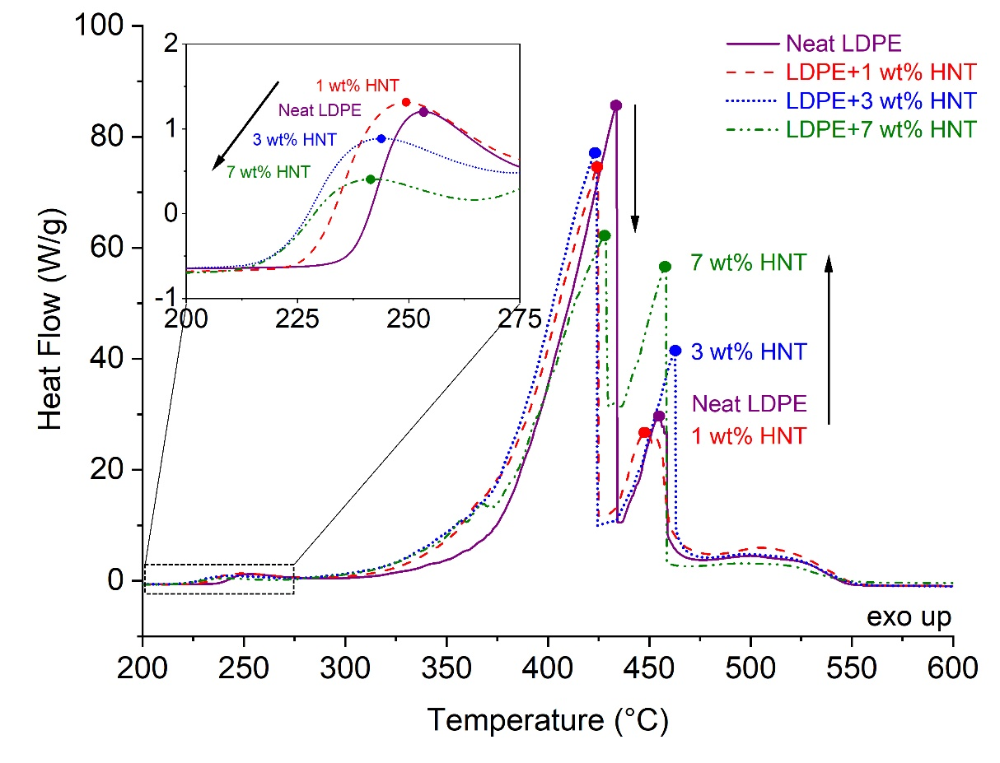 100
80
60
40
20
0
Heat Flow (W/g)
2
1
0
-1
200
225
250
275
1 wt% HNT
Neat LDPE
3 wt% HNT
7 wt% HNT
Neat LDPE
LDPE+1 wt% HNT
LDPE+3 wt% HNT
LDPE+7 wt% HNT
7 wt% HNT
3 wt% HNT
Neat LDPE
1 wt% HNT
exo up
200 250 300 350 400 450 500 550 600
Temperature (°C)